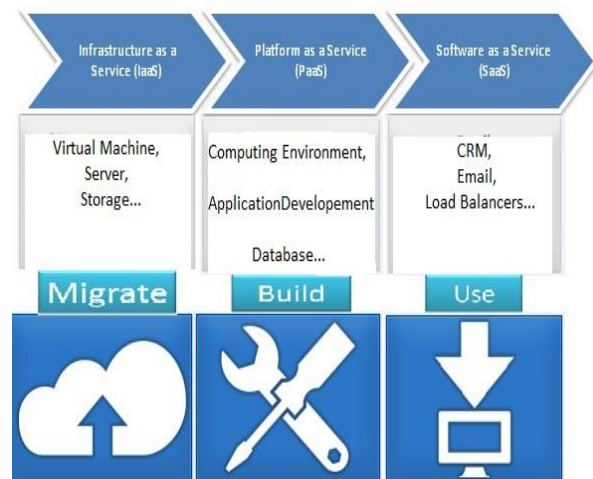 Infrastructure as a
Service (IaaS)
Platform as a Service
(PaaS)
Software as a Service
(SaaS)
Virtual Machine,
Server,
Storage...
Computing Environment,
ApplicationDevelopement
Database...
CRM,
Email,
Load Balancers...
Migrate
Build
Use